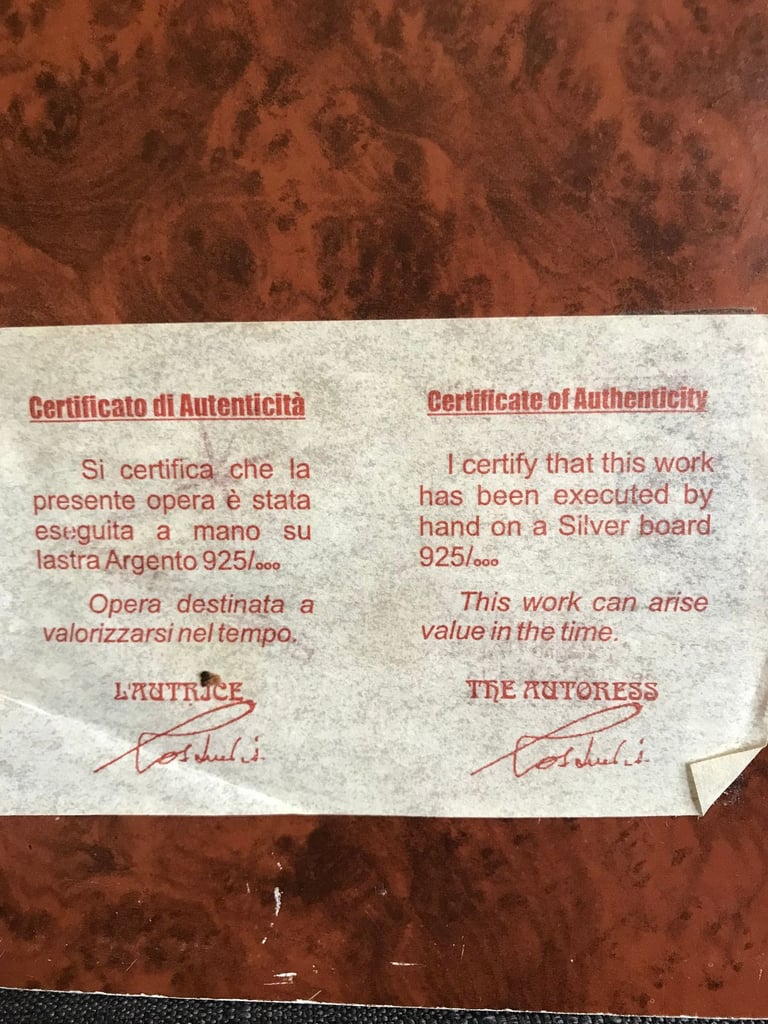 Certificato di Autenticità
Si certifica che la
presente opera è stata
eseguita a mano su
lastra Argento 925/ooo
Opera destinata a
valorizzarsi nel tempo.
L'AUTRICE
Certificate of Authenticity
I certify that this work
has been executed by
hand on a Silver board
925/ooo
This work can arise
value in the time.
THE AUTORESS